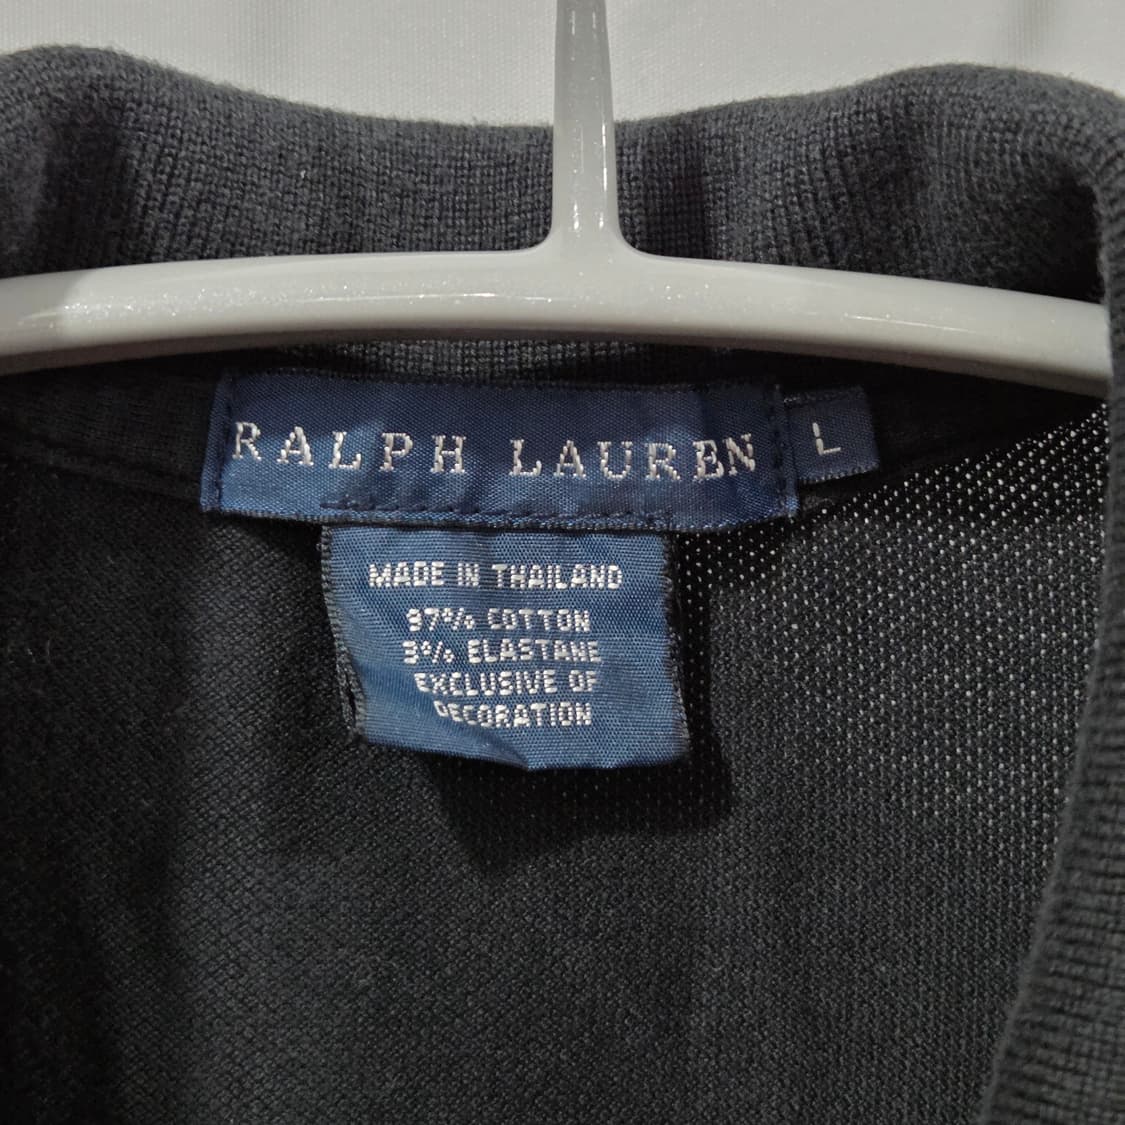 RALPH LAUREN
L
MADE IN THAILAND
97% COTTON
3% ELASTANE
EXCLUSIVE OF
DECORATION